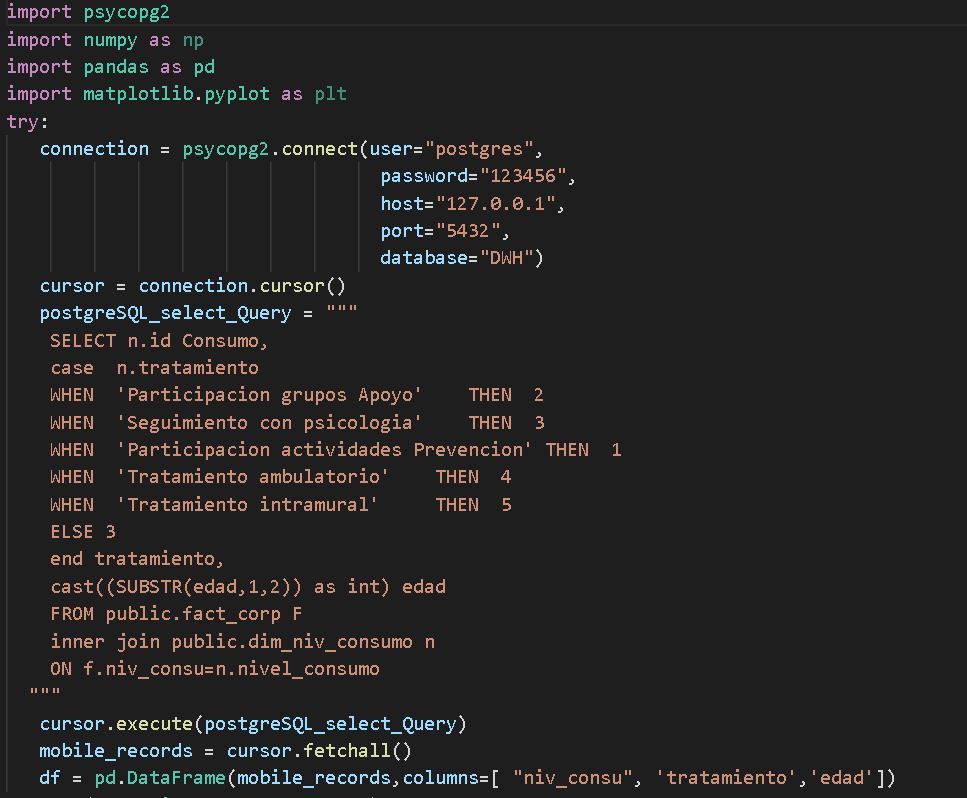 import psycopg2
import numpy as np
import pandas as pd
import matplotlib.pyplot as plt
try:
connection = psycopg2.connect(user="postgres",
password="123456",
host="127.0.0.1",
port="5432",
database="DWH")
cursor = connection.cursor()
postgreSQL_select_Query = """
SELECT n.id Consumo,
case  n.tratamiento
WHEN  'Participacion grupos Apoyo'    THEN  2
WHEN  'Seguimiento con psicologia'    THEN  3
WHEN  'Participacion actividades Prevencion' THEN  1
WHEN  'Tratamiento ambulatorio'    THEN  4
WHEN  'Tratamiento intramural'     THEN  5
ELSE 3
end tratamiento,
cast((SUBSTR(edad,1,2)) as int) edad
FROM public.fact_corp F
inner join public.dim_niv_consumo n
ON f.niv_consu=n.nivel_consumo
"""
cursor.execute(postgreSQL_select_Query)
mobile_records = cursor.fetchall()
df = pd.DataFrame(mobile_records,columns=[ "niv_consu", 'tratamiento','edad'])